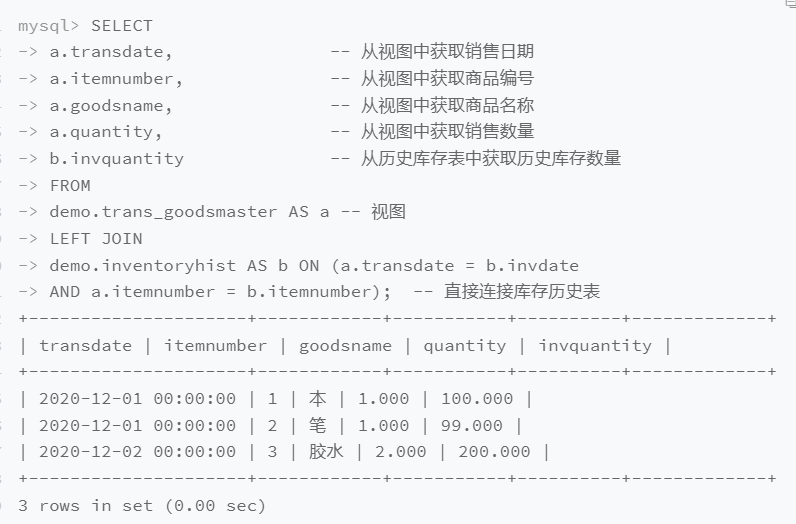 mysql> SELECT
-> a.transdate,               -- 从视图中获取销售日期
-> a.itemnumber,              -- 从视图中获取商品编号
-> a.goodsname,               -- 从视图中获取商品名称
-> a.quantity,                -- 从视图中获取销售数量
-> b.invquantity              -- 从历史库存表中获取历史库存数量
-> FROM
-> demo.trans_goodsmaster AS a -- 视图
-> LEFT JOIN
-> demo.inventoryhist AS b ON (a.transdate = b.invdate
-> AND a.itemnumber = b.itemnumber);  -- 直接连接库存历史表
+---------------------+------------+-----------+----------+-------------+
| transdate | itemnumber | goodsname | quantity | invquantity |
+---------------------+------------+-----------+----------+-------------+
| 2020-12-01 00:00:00 | 1 | 本 | 1.000 | 100.000 |
| 2020-12-01 00:00:00 | 2 | 笔 | 1.000 | 99.000 |
| 2020-12-02 00:00:00 | 3 | 胶水 | 2.000 | 200.000 |
+---------------------+------------+-----------+----------+-------------+
3 rows in set (0.00 sec)